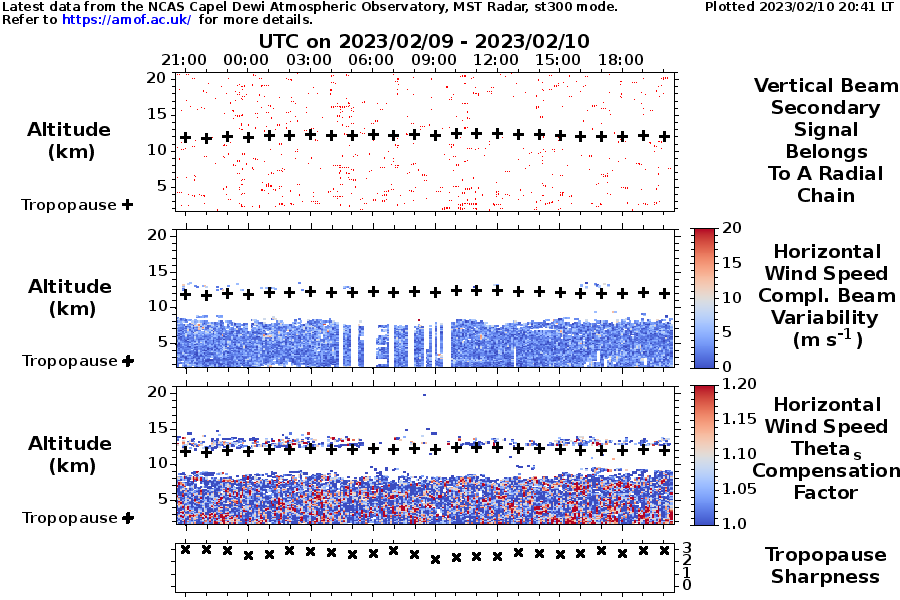 Latest data from the NCAS Capel Dewi Atmospheric Observatory, MST Radar, st300 mode.
Plotted 2023/02/10 20:41 LT
Refer to https://amof.ac.uk/ for more details.
UTC on 2023/02/09 - 2023/02/10
21:00 00:00 03:00 06:00 09:00 12:00 15:00 18:00
20
15
10
5
Altitude
(km)
Tropopause +
Vertical Beam
Secondary
Signal
Belongs
To A Radial
Chain
20
15
10
5
Altitude
(km)
Tropopause +
20
15
10
5
0
Horizontal
Wind Speed
Compl. Beam
Variability
(m s-1)
20
15
10
5
Altitude
(km)
Tropopause +
1.20
1.15
1.10
1.05
1.0
Horizontal
Wind Speed
Theta s
Compensation
Factor
3
2
1
0
Tropopause
Sharpness